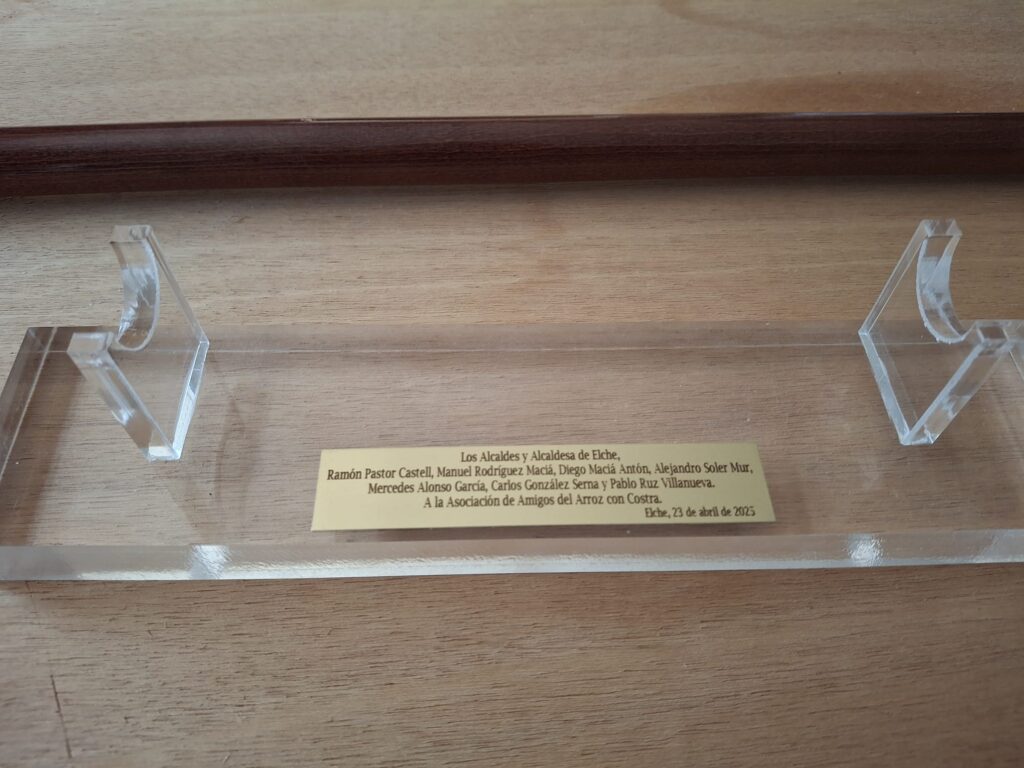 Los Alcaldes y Alcaldesa de Elche,
Ramón Pastor Castell, Manuel Rodríguez Maciá, Diego Maciá Antón, Alejandro Soler Mur,
Mercedes Alonso García, Carlos González Serna y Pablo Ruz Villanueva.
A la Asociación de Amigos del Arroz con Costra.
Elche, 23 de abril de 2025